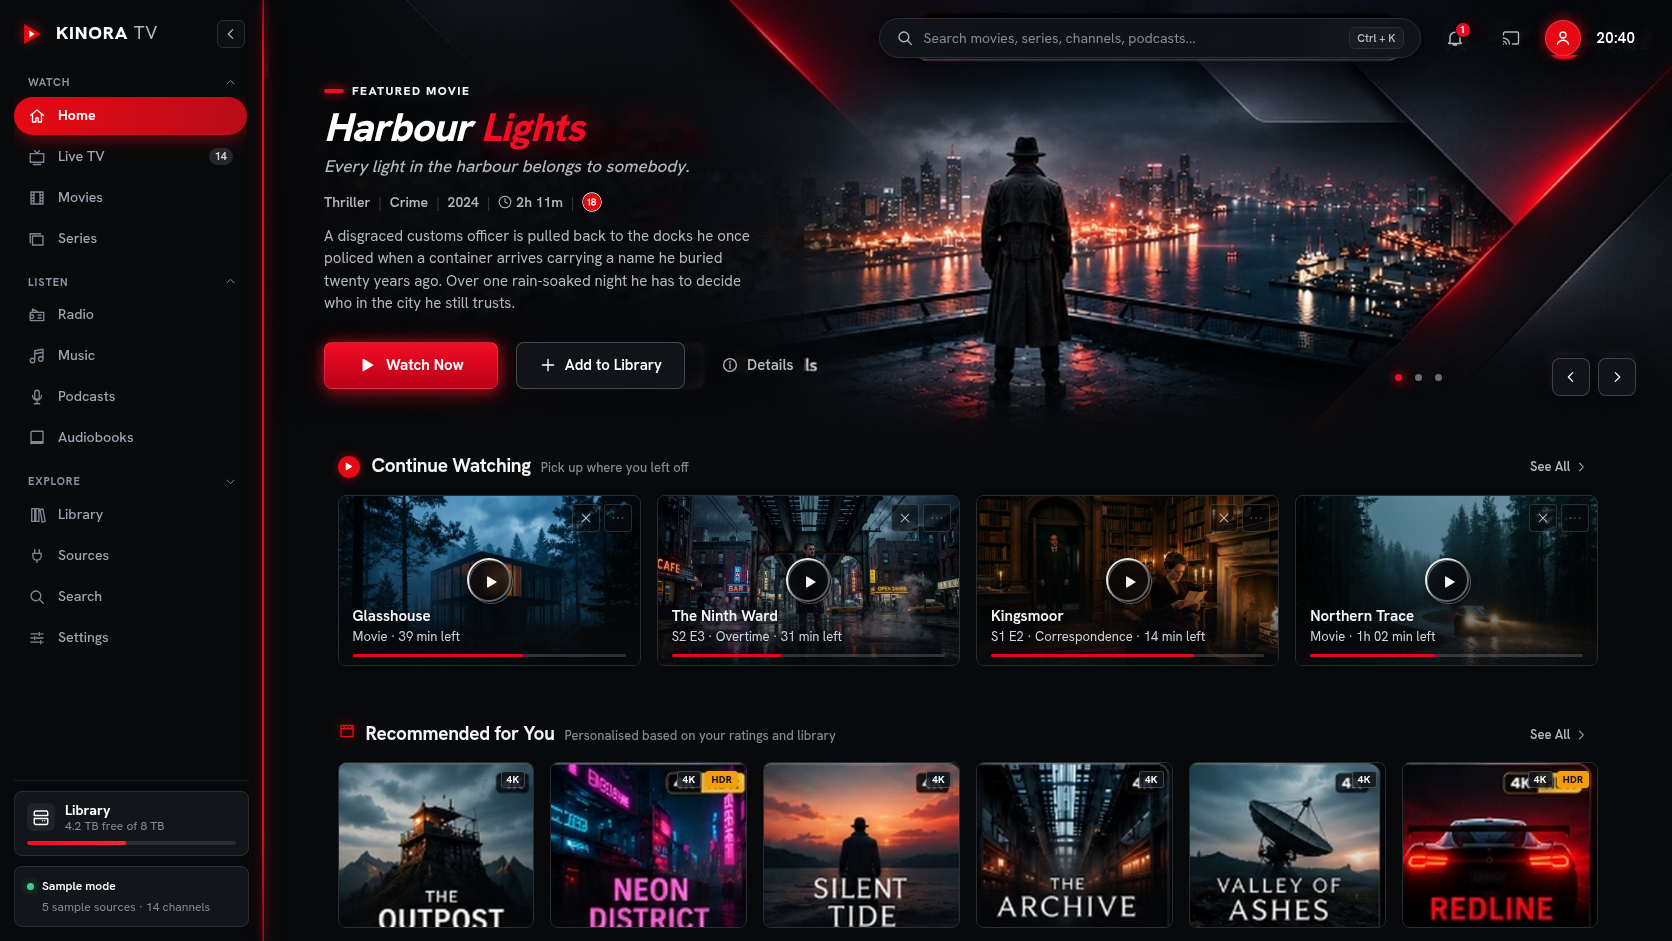 KINORA TV
Search movies, series, channels, podcasts...
Ctrl + K
1
20:40
WATCH
Home
Live TV
14
Movies
Series
LISTEN
Radio
Music
Podcasts
Audiobooks
EXPLORE
Library
Sources
Search
Settings
Library
4.2 TB free of 8 TB
Sample mode
5 sample sources · 14 channels
FEATURED MOVIE
Harbour Lights
Every light in the harbour belongs to somebody.
Thriller | Crime | 2024 | 2h 11m | 18
A disgraced customs officer is pulled back to the docks he once
policed when a container arrives carrying a name he buried
twenty years ago. Over one rain-soaked night he has to decide
who in the city he still trusts.
Watch Now
Add to Library
Details
ls
Continue Watching
Pick up where you left off
See All
CAFE
BAR
BAR
Glasshouse
Movie · 39 min left
The Ninth Ward
S2 E3 · Overtime · 31 min left
Kingsmoor
S1 E2 · Correspondence · 14 min left
Northern Trace
Movie · 1h 02 min left
Recommended for You
Personalised based on your ratings and library
See All
4K
THE
OUTPOST
4K
HDR
NEON
DISTRICT
4K
SILENT
TIDE
4K
THE
ARCHIVE
4K
VALLEY OF
ASHES
4K
4K
HDR
REDLINE